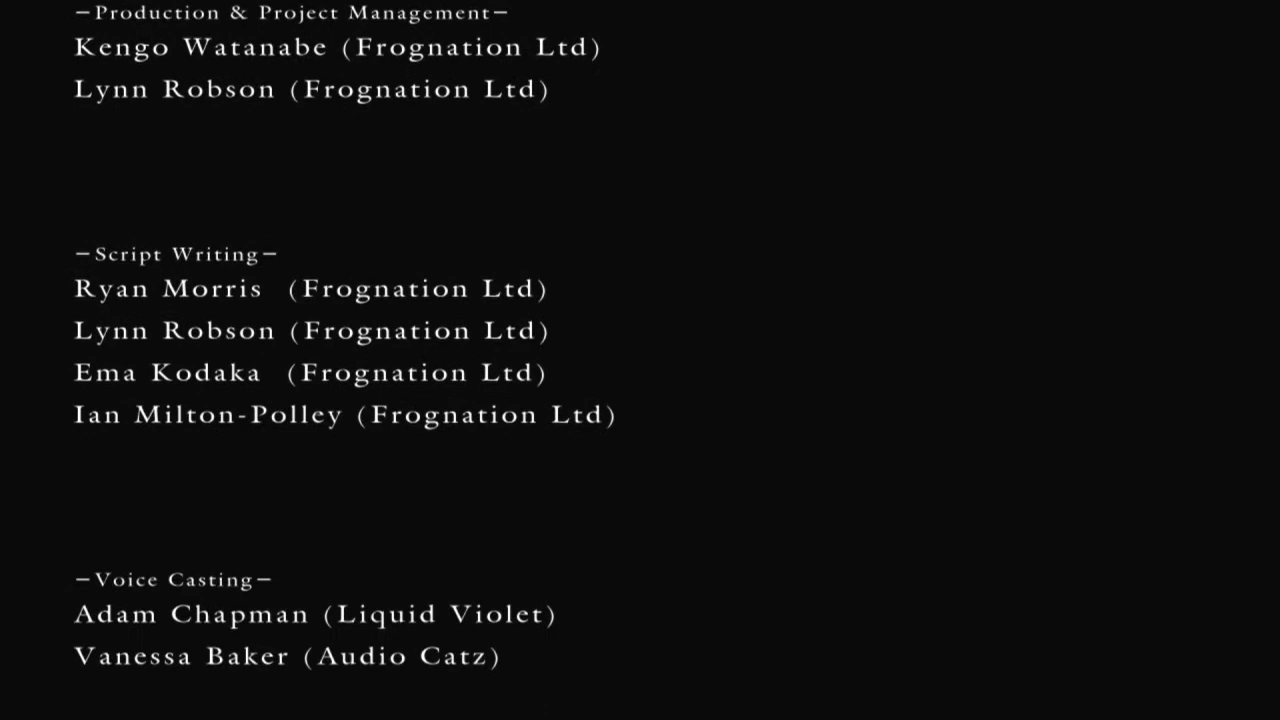 —Production & Project Management—
Kengo Watanabe (Frognation Ltd)
Lynn Robson (Frognation Ltd)
—Script Writing—
Ryan Morris (Frognation Ltd)
Lynn Robson (Frognation Ltd)
Ema Kodaka (Frognation Ltd)
Ian Milton-Polley (Frognation Ltd)
—Voice Casting—
Adam Chapman (Liquid Violet)
Vanessa Baker (Audio Catz)